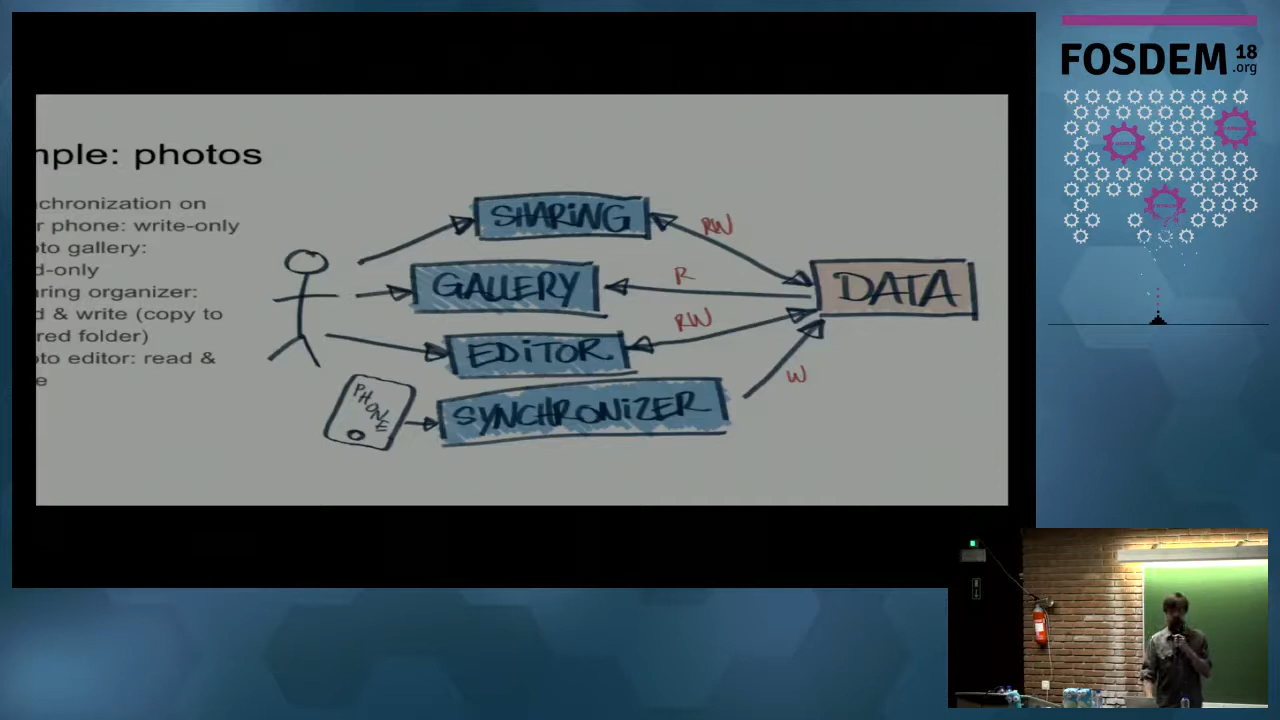 nple: photos
chronization on
r phone: write-only
oto gallery:
d-only
aring organizer:
d & write (copy to
red folder)
oto editor: read &
e
SHARING
GALLERY
EDITOR
SYNCHRONIZER
PHONE
DATA
RW
R
RW
W
FOSDEM 18
.org